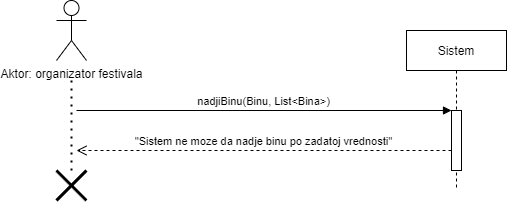 Sistem
Aktor: organizator festivala
nadjiBinu(Binu, List<Bina>)
"Sistem ne moze da nadje binu po zadatoj vrednosti"